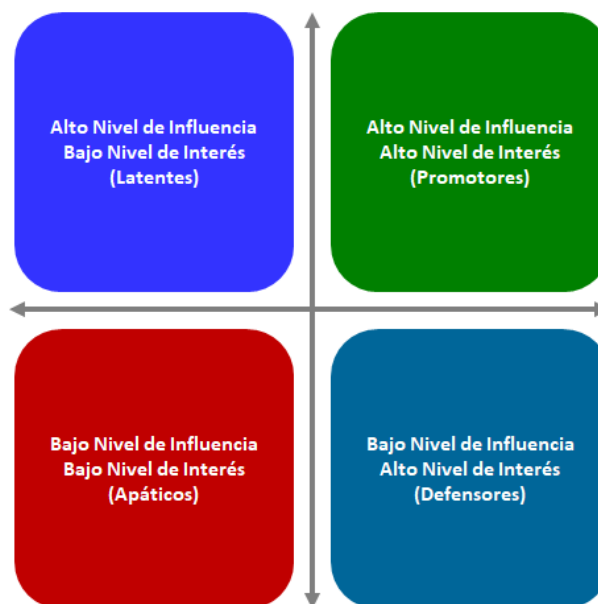 Alto Nivel de Influencia
Bajo Nivel de Interés
(Latentes)
Alto Nivel de Influencia
Alto Nivel de Interés
(Promotores)
Bajo Nivel de Influencia
Bajo Nivel de Interés
(Apáticos)
Bajo Nivel de Influencia
Alto Nivel de Interés
(Defensores)